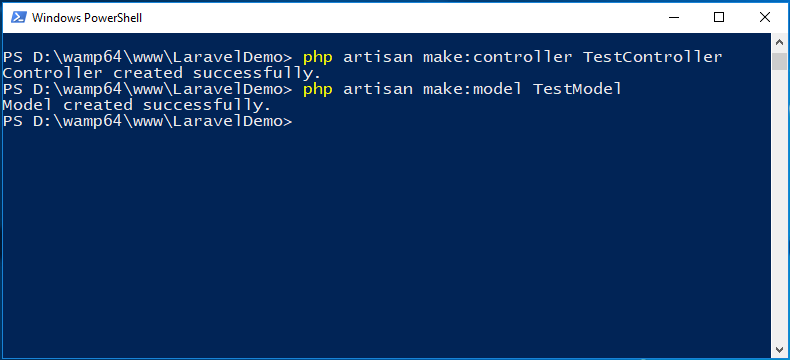 Windows PowerShell
PS D:\wamp64\www\LaravelDemo> php artisan make:controller TestController
Controller created successfully.
PS D:\wamp64\www\LaravelDemo> php artisan make:model TestModel
Model created successfully.
PS D:\wamp64\www\LaravelDemo>